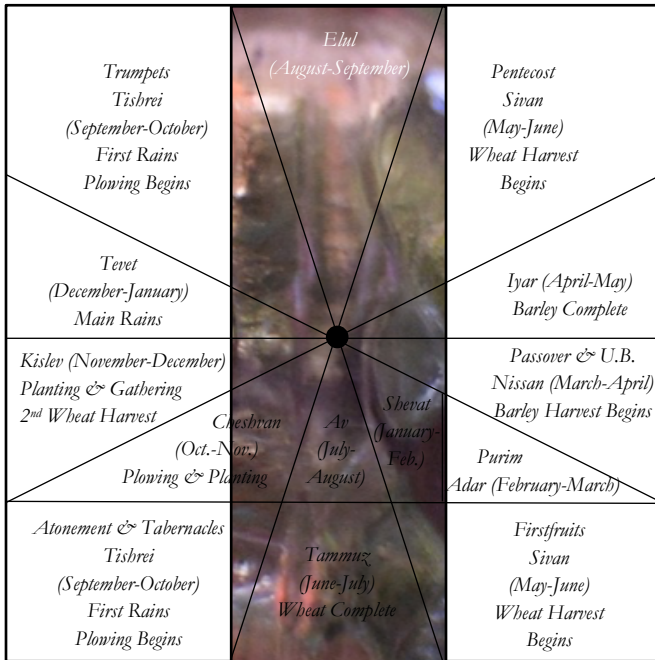 Elul
(August-September)
Trumpets
Tishrei
(September-October)
First Rains
Plowing Begins
Pentecost
Sivan
(May-June)
Wheat Harvest
Begins
Tevet
(December-January)
Main Rains
Iyar (April-May)
Barley Complete
Kislev (November-December)
Planting & Gathering
2nd Wheat Harvest
Passover & U.B.
Nissan (March-April)
Barley Harvest Begins
Cheshvan
(Oct.-Nov.)
Plowing & Planting
Av
(July-
August)
Shevat
(January-
Feb.)
Purim
Adar (February-March)
Atonement & Tabernacles
Tishrei
(September-October)
First Rains
Plowing Begins
Tammuz
(June-July)
Wheat Complete
Firstfruits
Sivan
(May-June)
Wheat Harvest
Begins